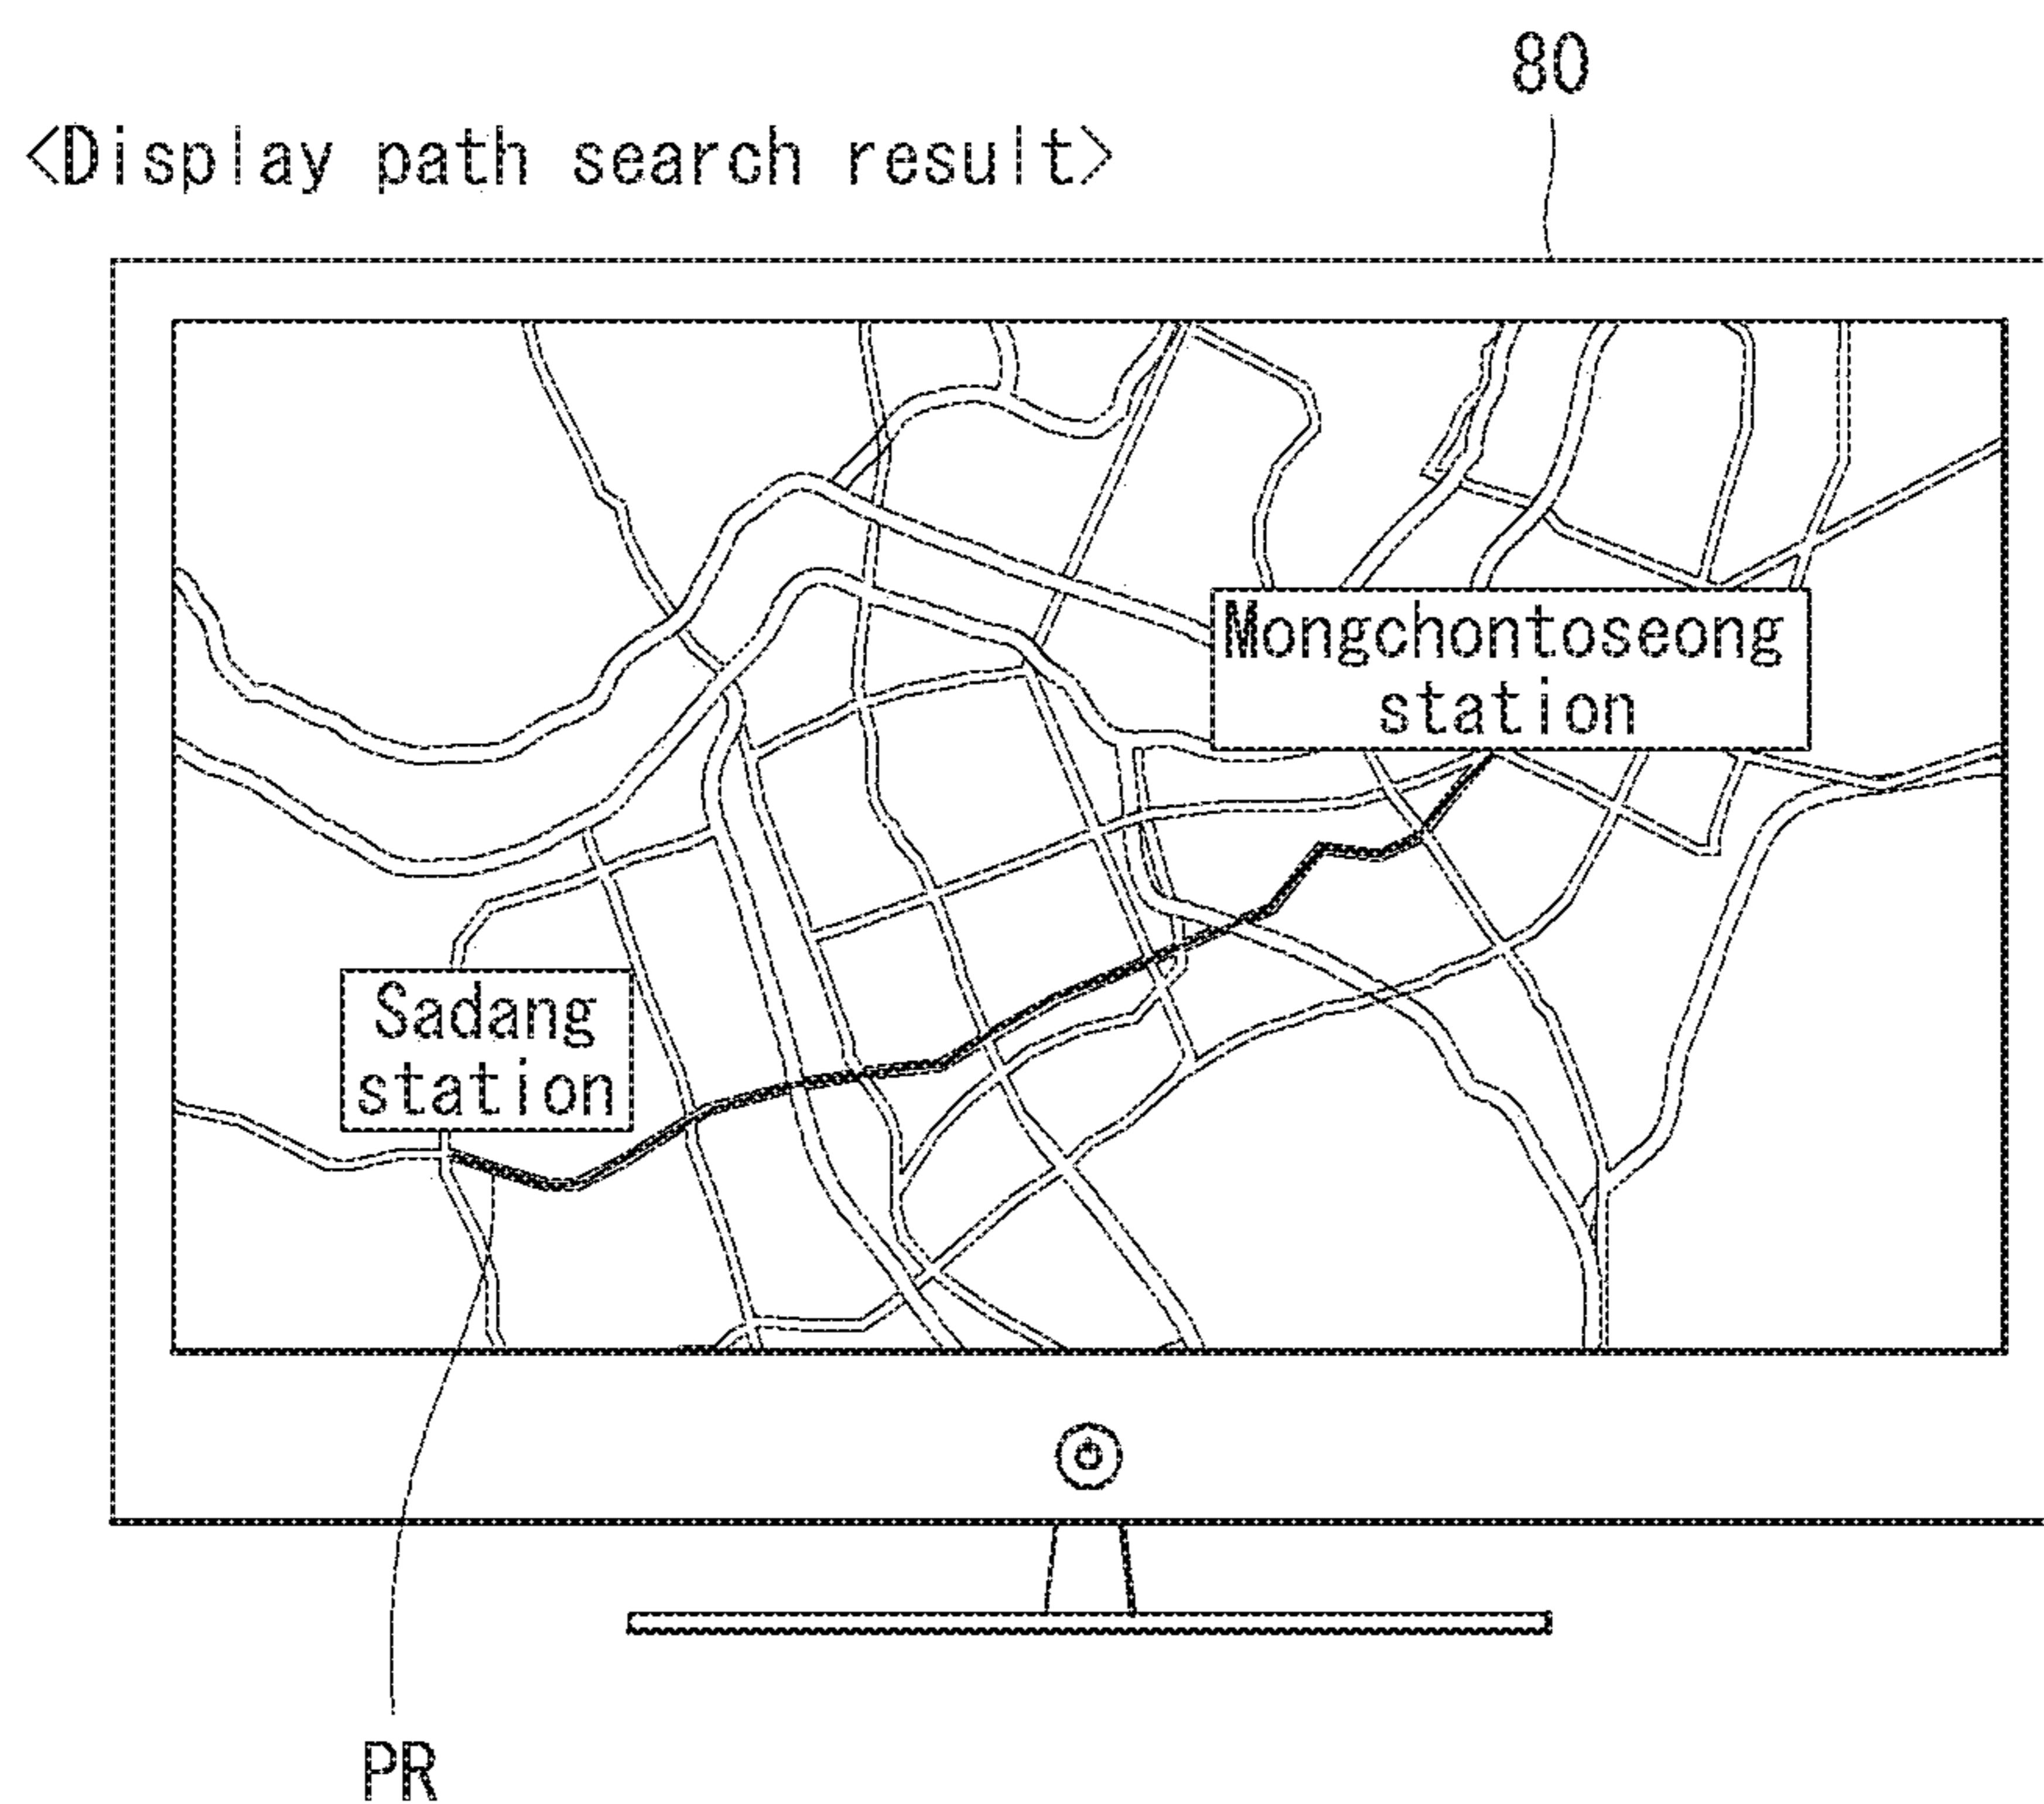 80
<Display path search result>
Mongchontoseong
station
Sadang
station
PR